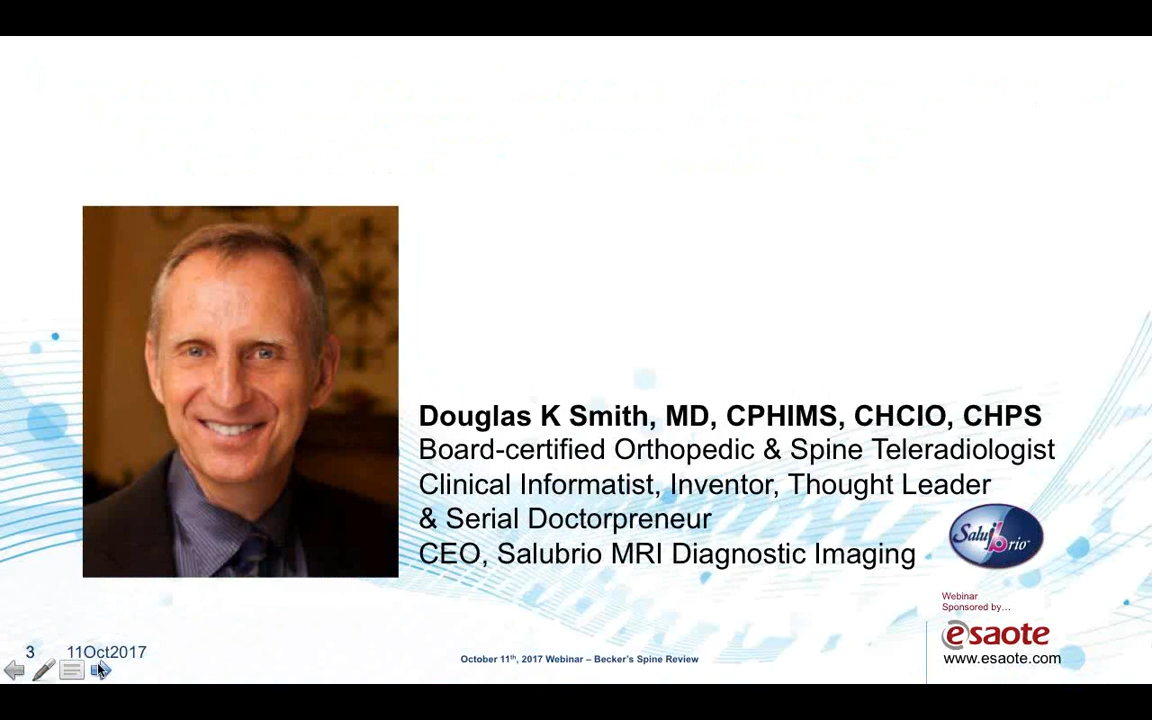 Douglas K Smith, MD, CPHIMS, CHCIO, CHPS
Board-certified Orthopedic & Spine Teleradiologist
Clinical Informatist, Inventor, Thought Leader
& Serial Doctorpreneur
CEO, Salubrio MRI Diagnostic Imaging
Salubrio
Webinar
Sponsored by...
esaote
www.esaote.com
3 11Oct2017
October 11th, 2017 Webinar – Becker's Spine Review